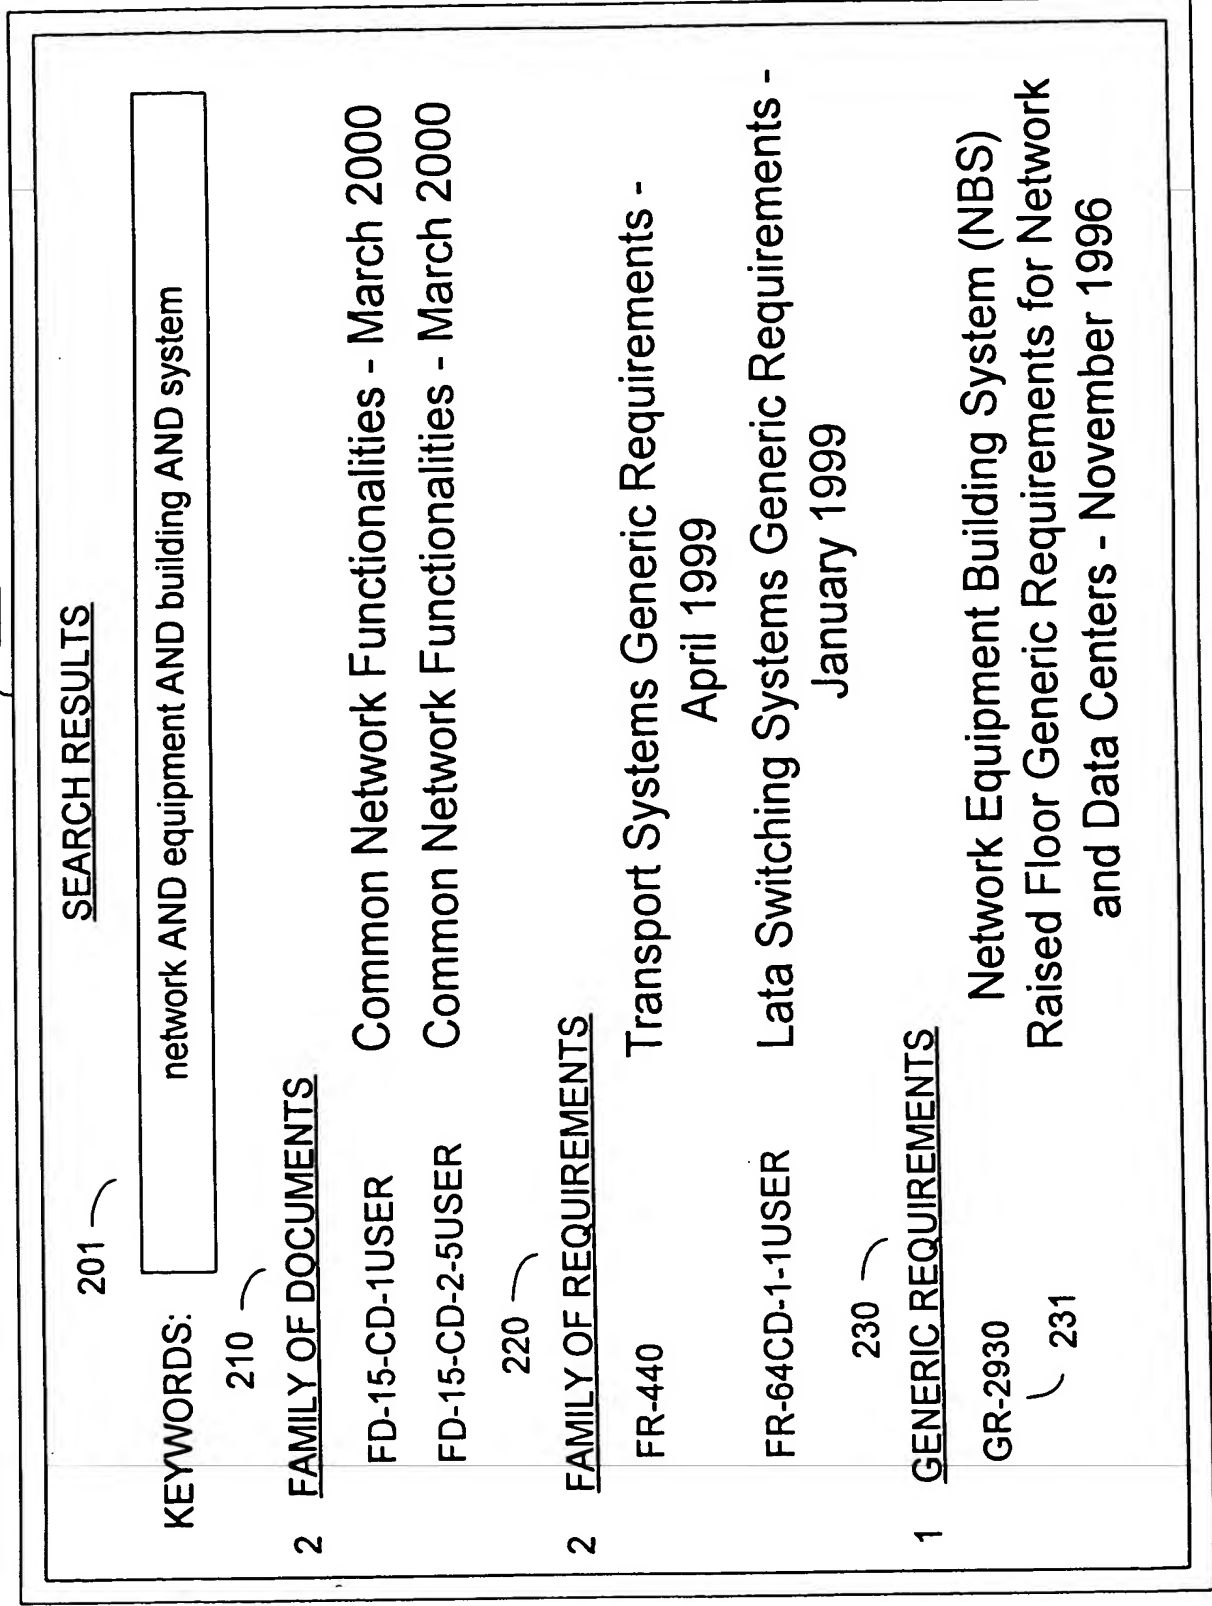 SEARCH RESULTS
201
KEYWORDS: network AND equipment AND building AND system
210
2 FAMILY OF DOCUMENTS
FD-15-CD-1USER Common Network Functionalities - March 2000
FD-15-CD-2-5USER Common Network Functionalities - March 2000
220
2 FAMILY OF REQUIREMENTS
FR-440 Transport Systems Generic Requirements -
April 1999
FR-64CD-1-1USER Lata Switching Systems Generic Requirements -
January 1999
230
1 GENERIC REQUIREMENTS
GR-2930 Network Equipment Building System (NBS)
231 Raised Floor Generic Requirements for Network
and Data Centers - November 1996